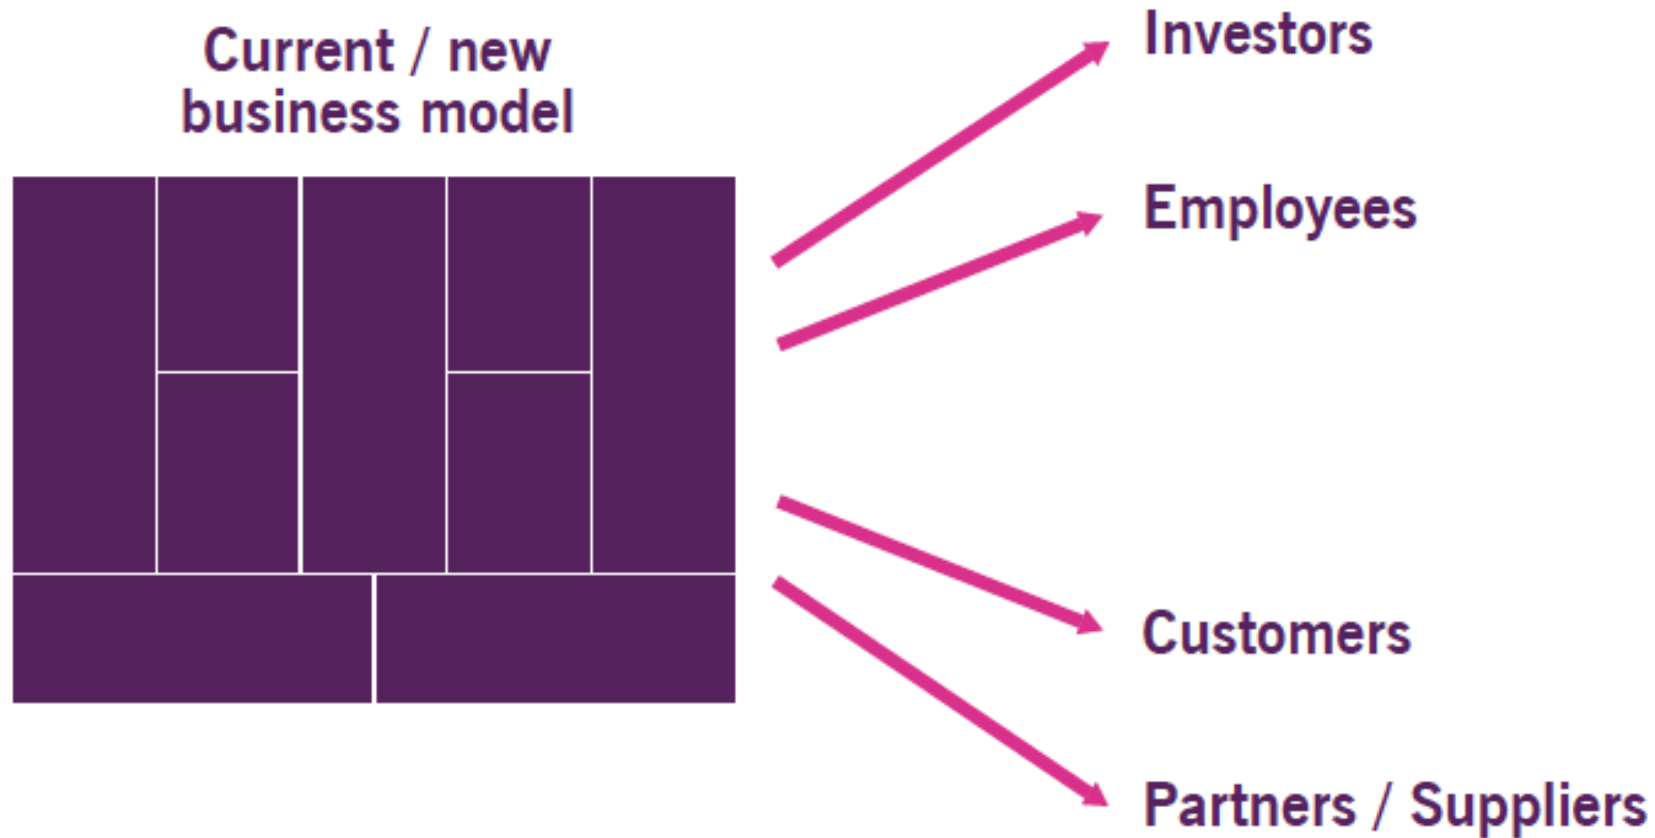 Current / new
business model
Investors
Employees
Customers
Partners / Suppliers